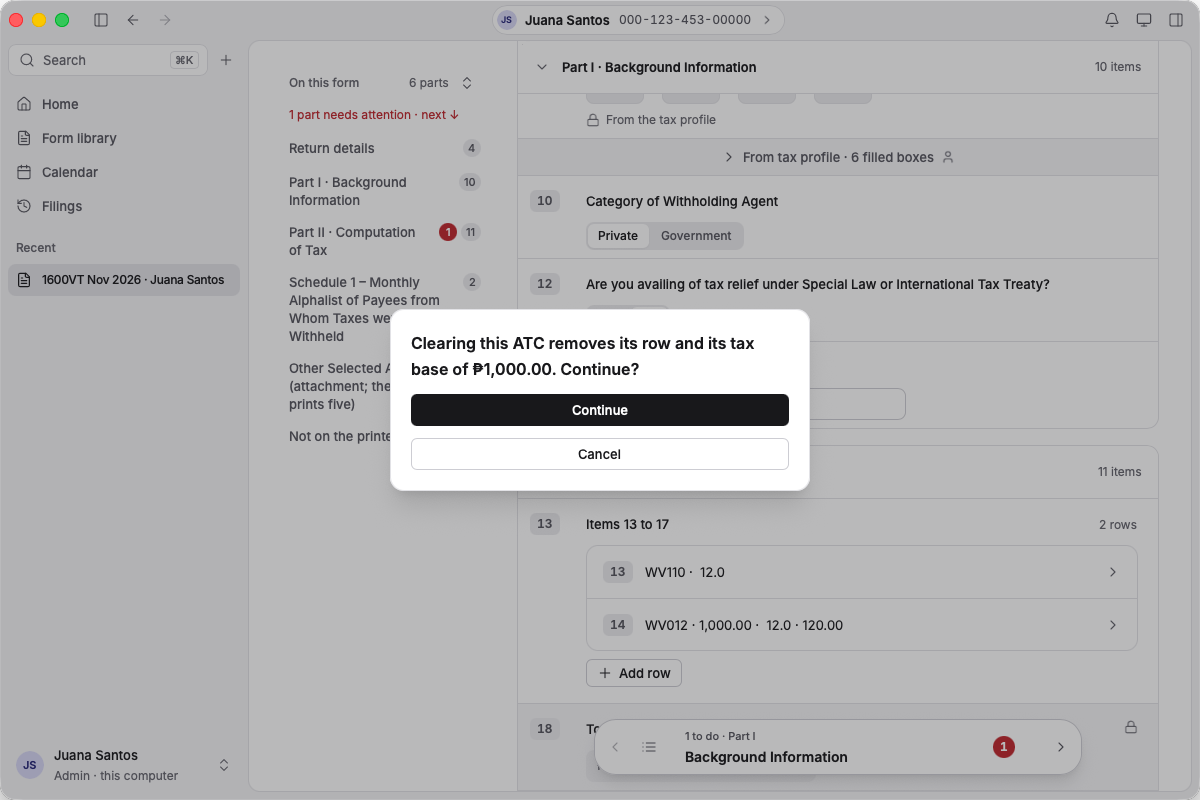 JS Juana Santos 000-123-453-00000
Search ⌘K
Home
Form library
Calendar
Filings
Recent
1600VT Nov 2026 · Juana Santos
JS
Juana Santos
Admin · this computer
On this form 6 parts
1 part needs attention · next ↓
Return details 4
Part I · Background 10
Information
Part II · Computation 1 11
of Tax
Schedule 1 – Monthly 2
Alphalist of Payees from
Whom Taxes we
Withheld
Other Selected
(attachment; the
prints five)
Not on the printe
Part I · Background Information 10 items
From the tax profile
From tax profile · 6 filled boxes
10 Category of Withholding Agent
Private Government
12 Are you availing of tax relief under Special Law or International Tax Treaty?
Clearing this ATC removes its row and its tax
base of ₱1,000.00. Continue?
Continue
Cancel
11 items
13 Items 13 to 17 2 rows
13 WV110 · 12.0
14 WV012 · 1,000.00 · 12.0 · 120.00
+ Add row
18 To
1 to do · Part I
Background Information 1